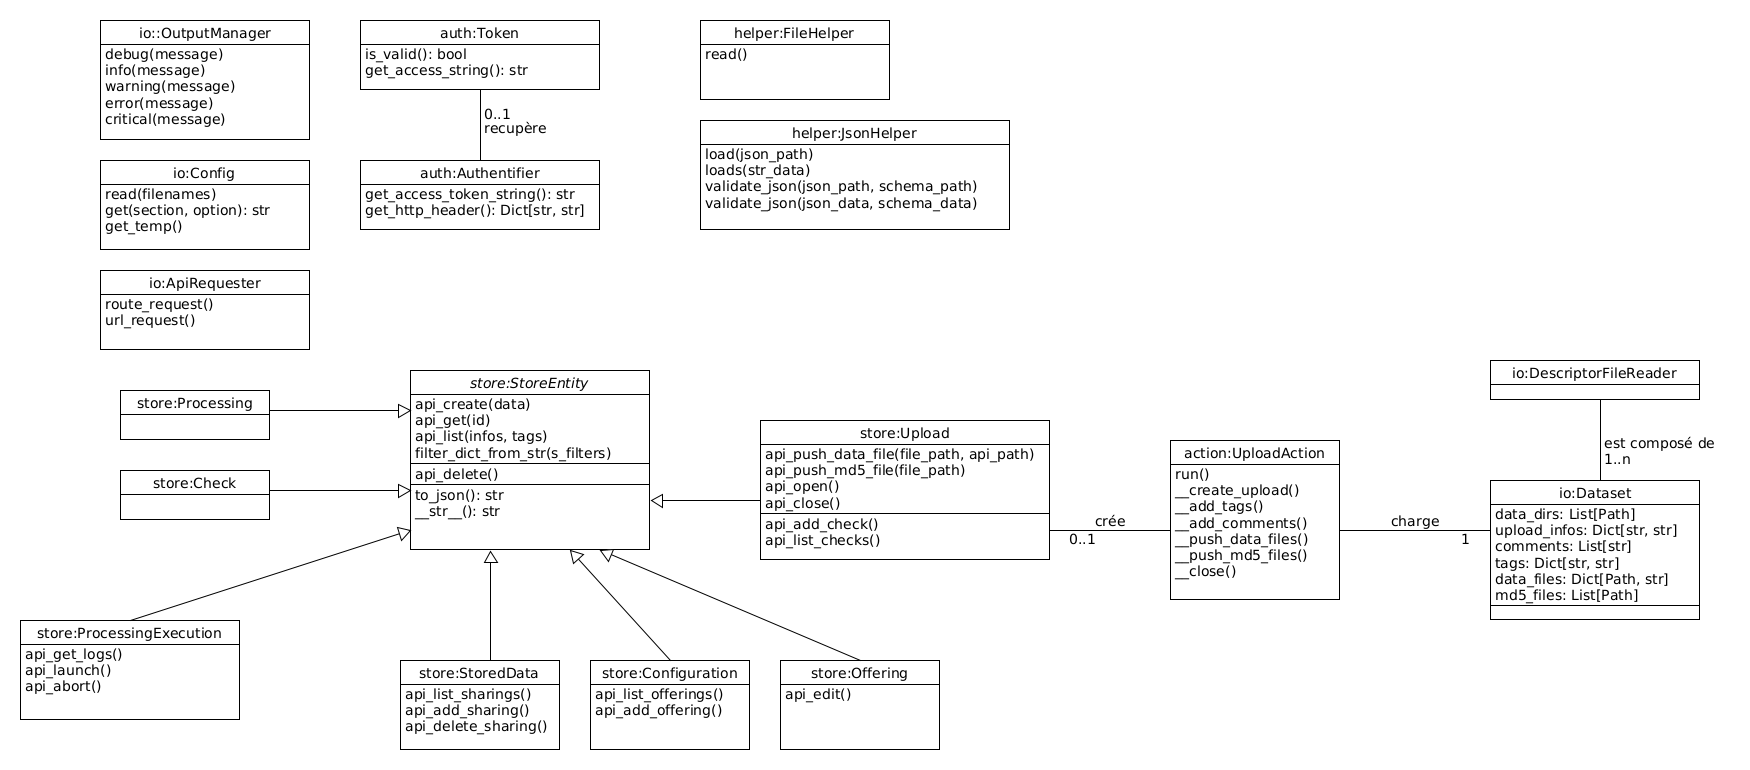 io::OutputManager
debug(message)
info(message)
warning(message)
error(message)
critical(message)
auth:Token
is_valid(): bool
get_access_string(): str
0..1
recupère
helper:FileHelper
read()
io:Config
read(filenames)
get(section, option): str
get_temp()
auth:Authentifier
get_access_token_string(): str
get_http_header(): Dict[str, str]
helper:JsonHelper
load(json_path)
loads(str_data)
validate_json(json_path, schema_path)
validate_json(json_data, schema_data)
io:ApiRequester
route_request()
url_request()
store:Processing
store:Check
store:StoreEntity
api_create(data)
api_get(id)
api_list(infos, tags)
filter_dict_from_str(s_filters)
api_delete()
to_json(): str
__str__(): str
store:Upload
api_push_data_file(file_path, api_path)
api_push_md5_file(file_path)
api_open()
api_close()
api_add_check()
api_list_checks()
crée
0..1
action:UploadAction
run()
__create_upload()
__add_tags()
__add_comments()
__push_data_files()
__push_md5_files()
__close()
charge
1
io:DescriptorFileReader
est composé de
1..n
io:Dataset
data_dirs: List[Path]
upload_infos: Dict[str, str]
comments: List[str]
tags: Dict[str, str]
data_files: Dict[Path, str]
md5_files: List[Path]
store:ProcessingExecution
api_get_logs()
api_launch()
api_abort()
store:StoredData
api_list_sharings()
api_add_sharing()
api_delete_sharing()
store:Configuration
api_list_offerings()
api_add_offering()
store:Offering
api_edit()